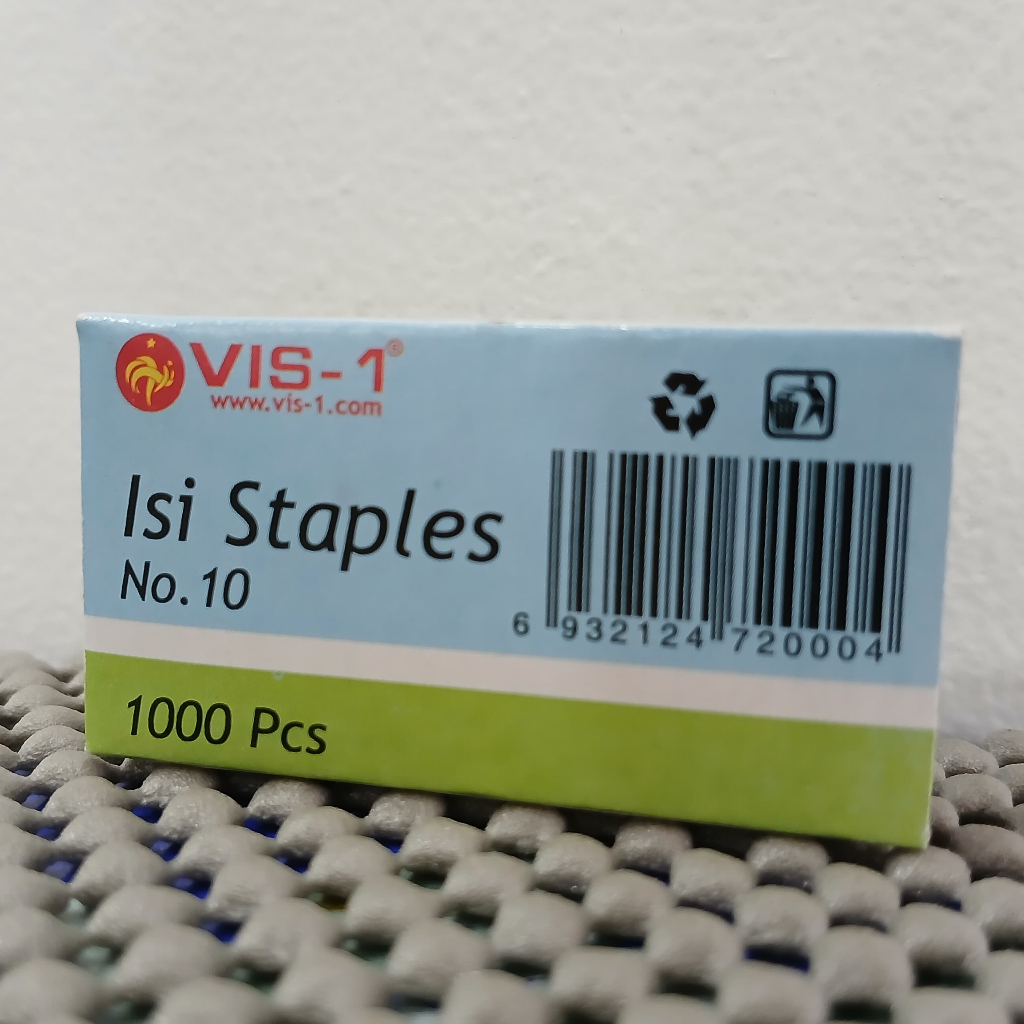 VIS-1®
www.vis-1.com
Isi Staples
No.10
6 932124 720004
1000 Pcs